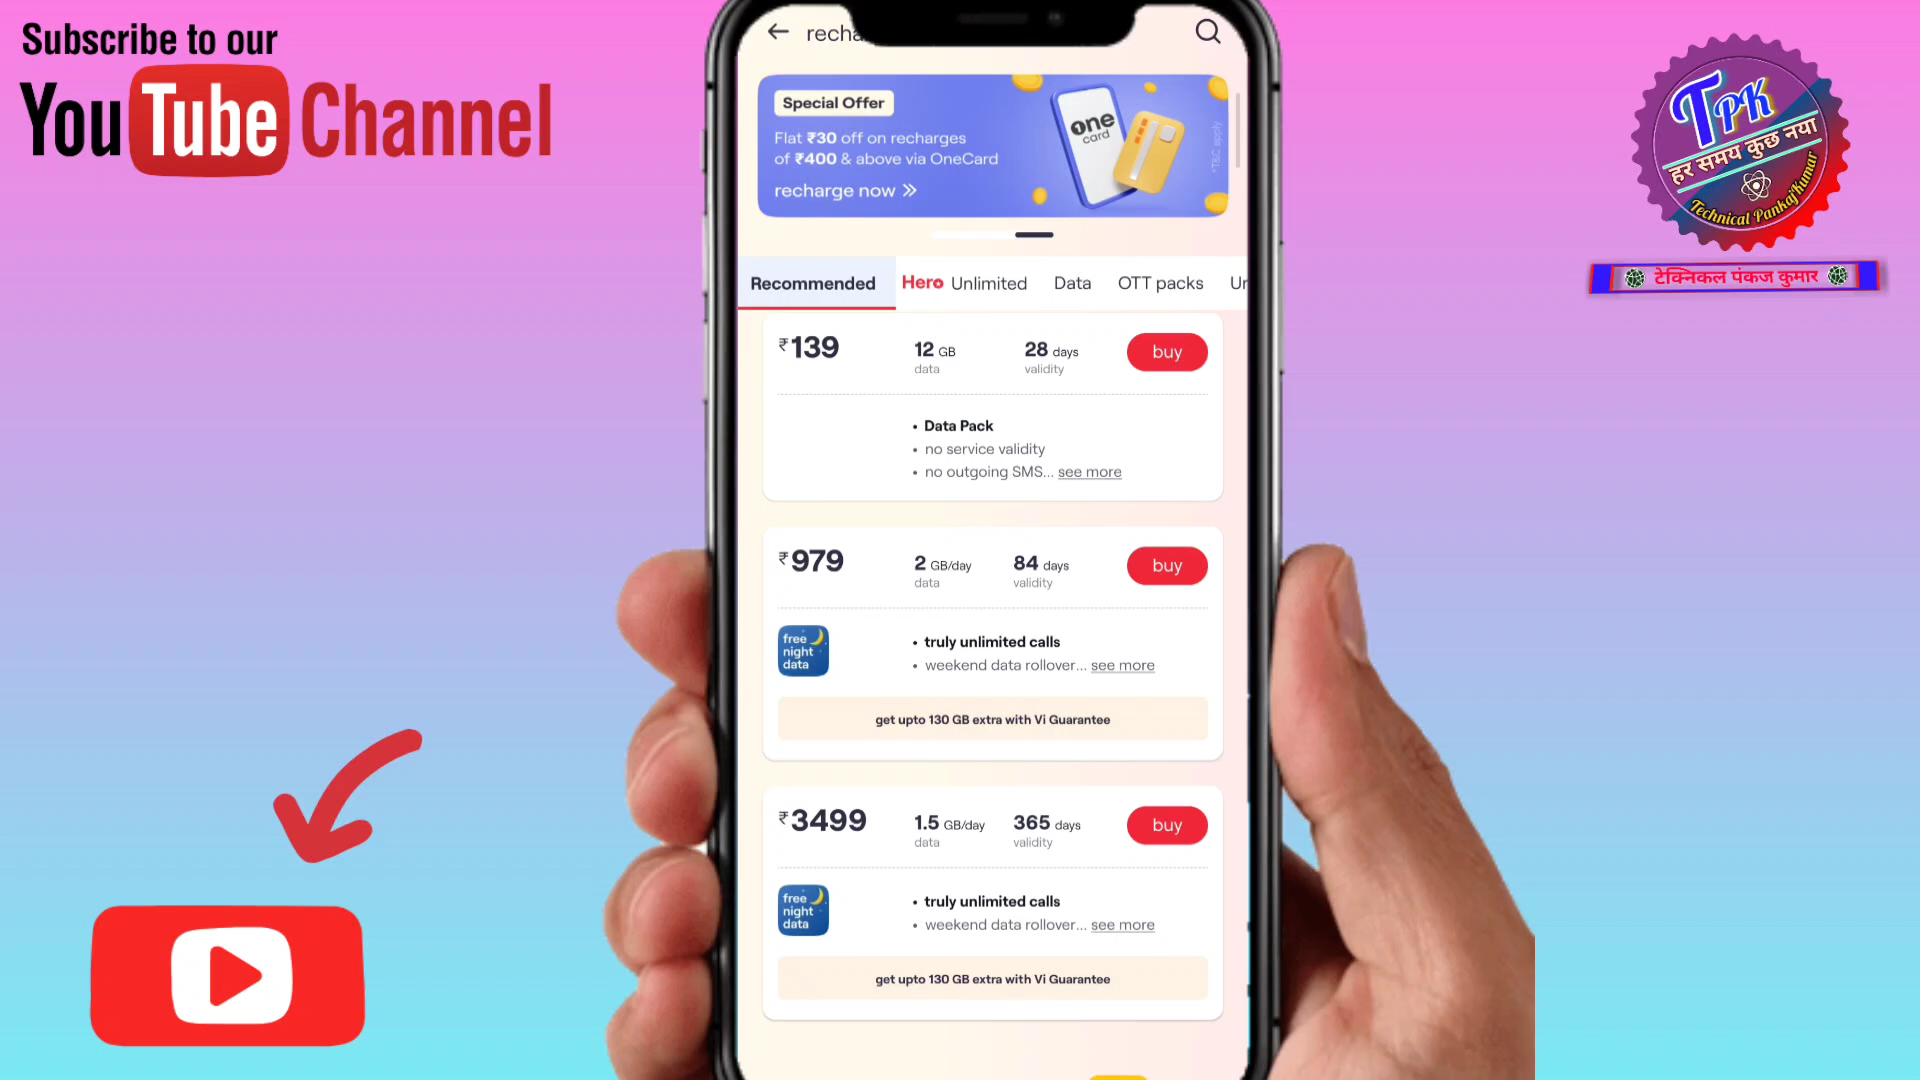 Subscribe to our
YouTube Channel
TPK
हर समय कुछ नया
Technical Pankaj Kumar
टेक्निकल पंकज कुमार
Special Offer
Flat ₹30 off on recharges
of ₹400 & above via OneCard
recharge now
one
card
*T&C apply
Recommended
Hero Unlimited
Data
OTT packs
₹139
12 GB
data
28 days
validity
buy
• Data Pack
• no service validity
• no outgoing SMS... see more
₹979
2 GB/day
data
84 days
validity
buy
free
night
data
• truly unlimited calls
• weekend data rollover... see more
get upto 130 GB extra with Vi Guarantee
₹3499
1.5 GB/day
data
365 days
validity
buy
free
night
data
• truly unlimited calls
• weekend data rollover... see more
get upto 130 GB extra with Vi Guarantee